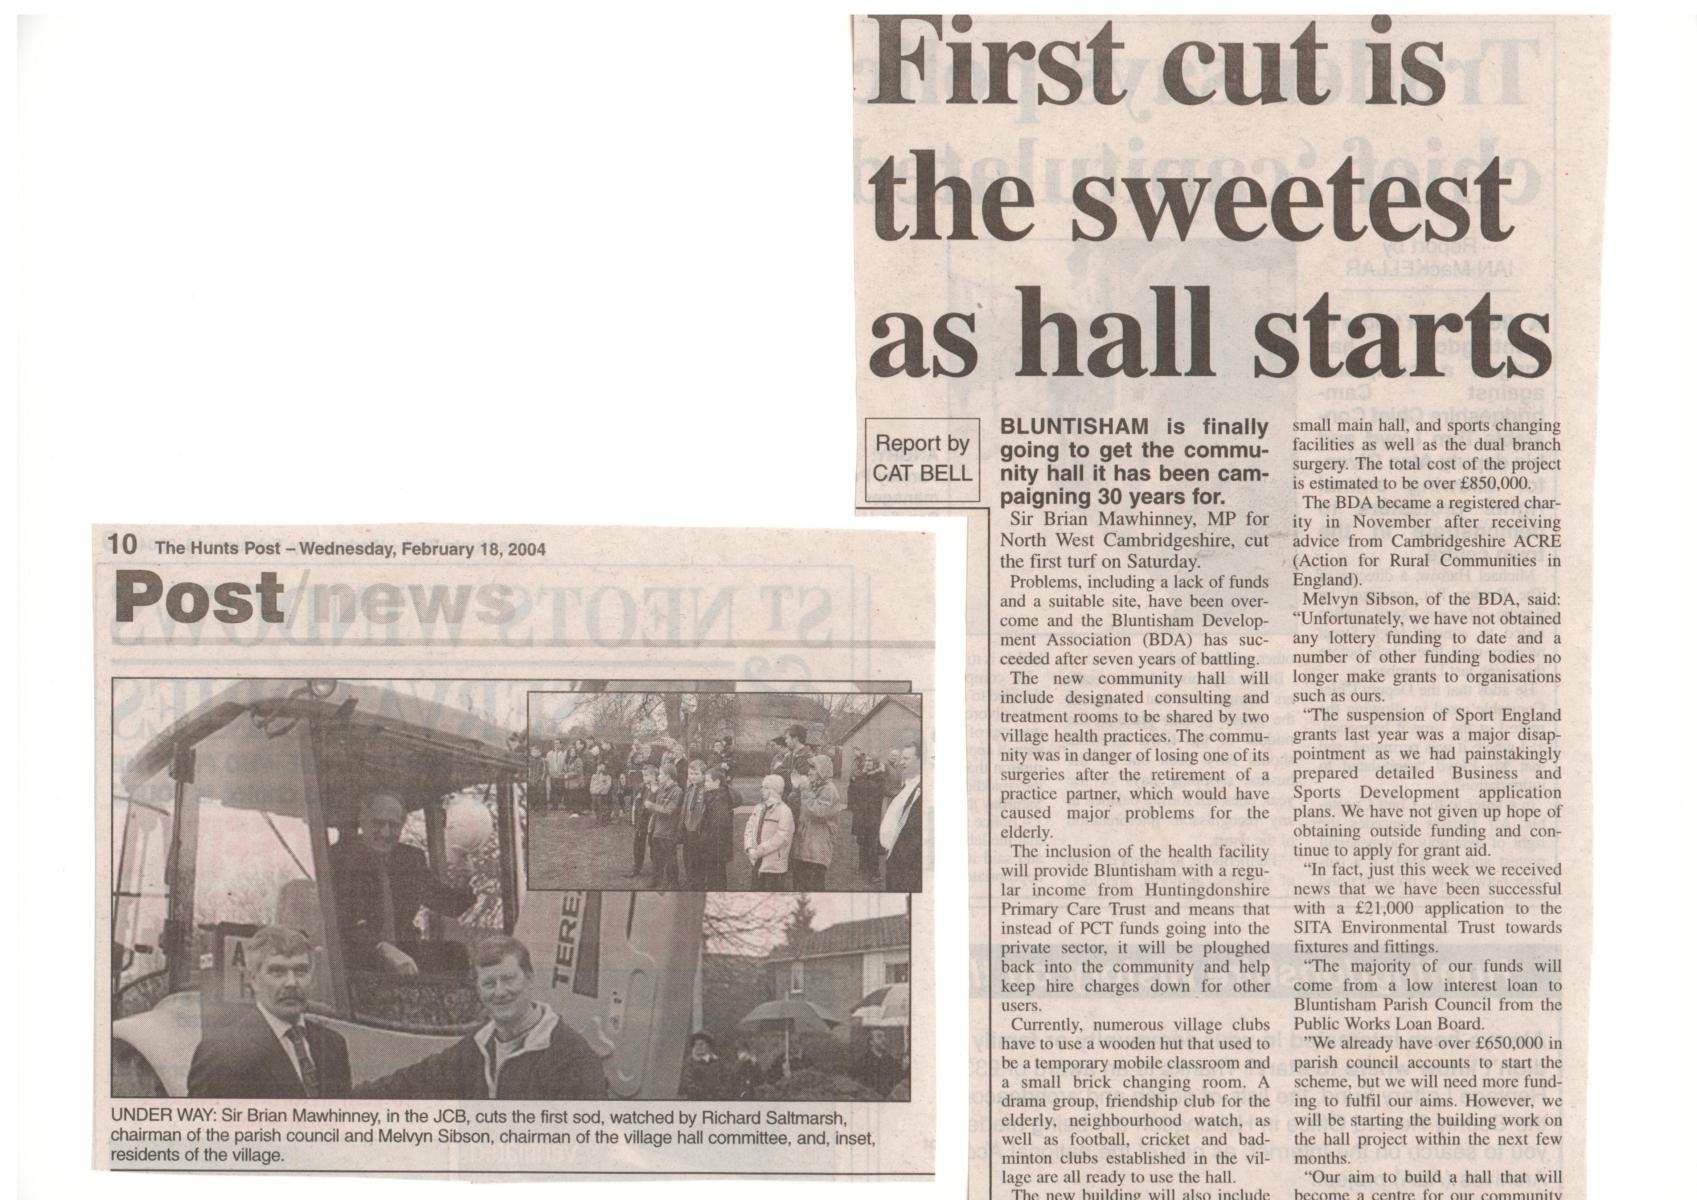 First cut is
the sweetest
as hall starts
Report by
CAT BELL
BLUNTISHAM is finally
going to get the commu-
nity hall it has been cam-
paigning 30 years for.
Sir Brian Mawhinney, MP for
North West Cambridgeshire, cut
the first turf on Saturday.
Problems, including a lack of funds
and a suitable site, have been over-
come and the Bluntisham Develop-
ment Association (BDA) has suc-
ceeded after seven years of battling.
The new community hall will
include designated consulting and
treatment rooms to be shared by two
village health practices. The commu-
nity was in danger of losing one of its
surgeries after the retirement of a
practice partner, which would have
caused major problems for the
elderly.
The inclusion of the health facility
will provide Bluntisham with a regu-
lar income from Huntingdonshire
Primary Care Trust and means that
instead of PCT funds going into the
private sector, it will be ploughed
back into the community and help
keep hire charges down for other
users.
Currently, numerous village clubs
have to use a wooden hut that used to
be a temporary mobile classroom and
a small brick changing room. A
drama group, friendship club for the
elderly, neighbourhood watch, as
well as football, cricket and bad-
minton clubs established in the vil-
lage are all ready to use the hall.
The new building will also include
small main hall, and sports changing
facilities as well as the dual branch
surgery. The total cost of the project
is estimated to be over £850,000.
The BDA became a registered char-
ity in November after receiving
advice from Cambridgeshire ACRE
(Action for Rural Communities in
England).
Melvyn Sibson, of the BDA, said:
“Unfortunately, we have not obtained
any lottery funding to date and a
number of other funding bodies no
longer make grants to organisations
such as ours.
“The suspension of Sport England
grants last year was a major disap-
pointment as we had painstakingly
prepared detailed Business and
Sports Development application
plans. We have not given up hope of
obtaining outside funding and con-
tinue to apply for grant aid.
“In fact, just this week we received
news that we have been successful
with a £21,000 application to the
SITA Environmental Trust towards
fixtures and fittings.
“The majority of our funds will
come from a low interest loan to
Bluntisham Parish Council from the
Public Works Loan Board.
"We already have over £650,000 in
parish council accounts to start the
scheme, but we will need more fund-
ing to fulfil our aims. However, we
will be starting the building work on
the hall project within the next few
months.
“Our aim to build a hall that will
become a centre for our community
10 The Hunts Post – Wednesday, February 18, 2004
Post news
TEREX
UNDER WAY: Sir Brian Mawhinney, in the JCB, cuts the first sod, watched by Richard Saltmarsh,
chairman of the parish council and Melvyn Sibson, chairman of the village hall committee, and, inset,
residents of the village.